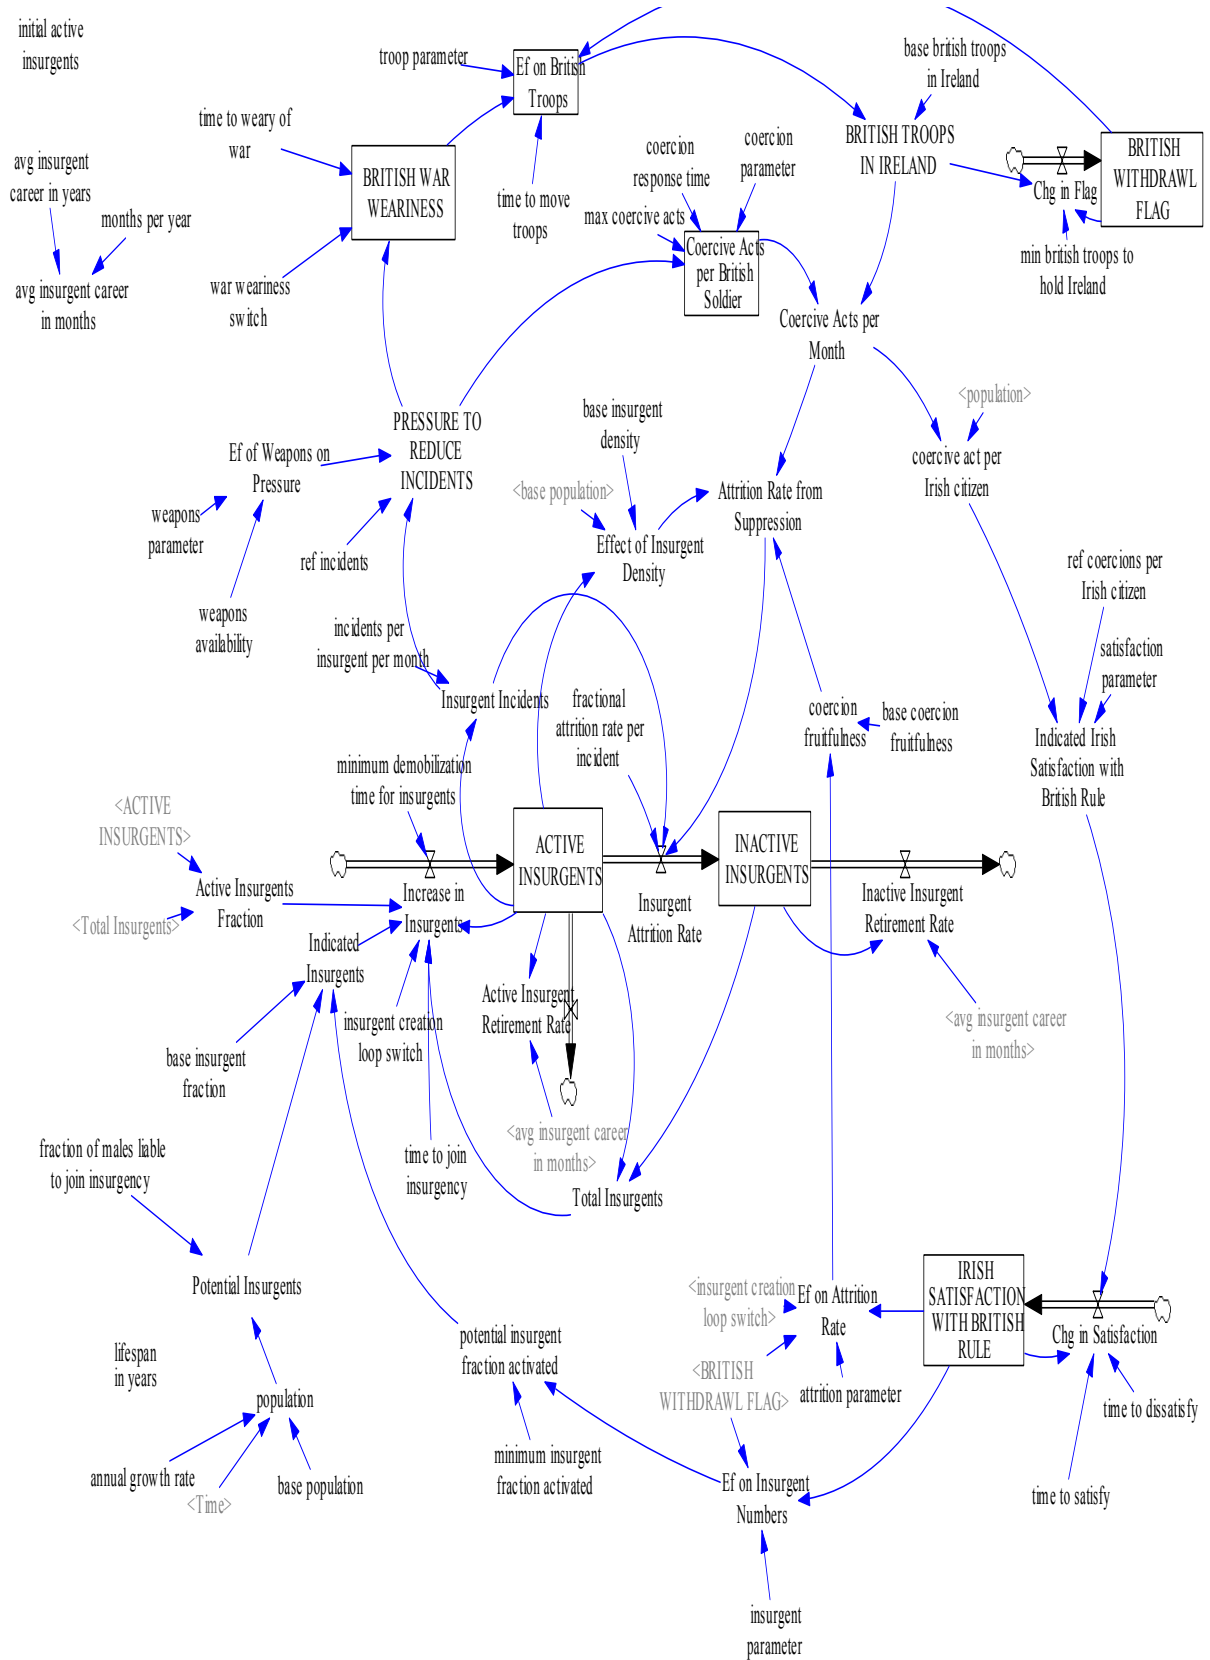 initial active
insurgents
troop parameter
Ef on British
Troops
base british troops
in Ireland
time to weary of
war
BRITISH TROOPS
IN IRELAND
BRITISH
WITHDRAWL
FLAG
avg insurgent
career in years
months per year
BRITISH WAR
WEARINESS
coercion
response time
coercion
parameter
Chg in Flag
time to move
troops
max coercive acts
Coercive Acts
per British
Soldier
min british troops to
hold Ireland
avg insurgent career
in months
war weariness
switch
Coercive Acts per
Month
<population>
base insurgent
density
PRESSURE TO
REDUCE
INCIDENTS
Ef of Weapons on
Pressure
coercive act per
Irish citizen
<base population>
Attrition Rate from
Suppression
weapons
parameter
ref incidents
Effect of Insurgent
Density
ref coercions per
Irish citizen
weapons
availability
incidents per
insurgent per month
satisfaction
parameter
Insurgent Incidents
fractional
attrition rate per
incident
coercion
fruitfulness
base coercion
fruitfulness
Indicated Irish
Satisfaction with
British Rule
minimum demobilization
time for insurgents
<ACTIVE
INSURGENTS>
ACTIVE
INSURGENTS
INACTIVE
INSURGENTS
Active Insurgents
Fraction
<Total Insurgents>
Increase in
Insurgents
Insurgent
Attrition Rate
Inactive Insurgent
Retirement Rate
Indicated
Insurgents
Active Insurgent
Retirement Rate
insurgent creation
loop switch
<avg insurgent career
in months>
base insurgent
fraction
<avg insurgent career
in months>
fraction of males liable
to join insurgency
time to join
insurgency
Total Insurgents
Potential Insurgents
<insurgent creation
loop switch>
Ef on Attrition
Rate
IRISH
SATISFACTION
WITH BRITISH
RULE
Chg in Satisfaction
potential insurgent
fraction activated
lifespan
in years
<BRITISH
WITHDRAWL FLAG>
attrition parameter
population
time to dissatisfy
annual growth rate
<Time>
base population
minimum insurgent
fraction activated
Ef on Insurgent
Numbers
time to satisfy
insurgent
parameter